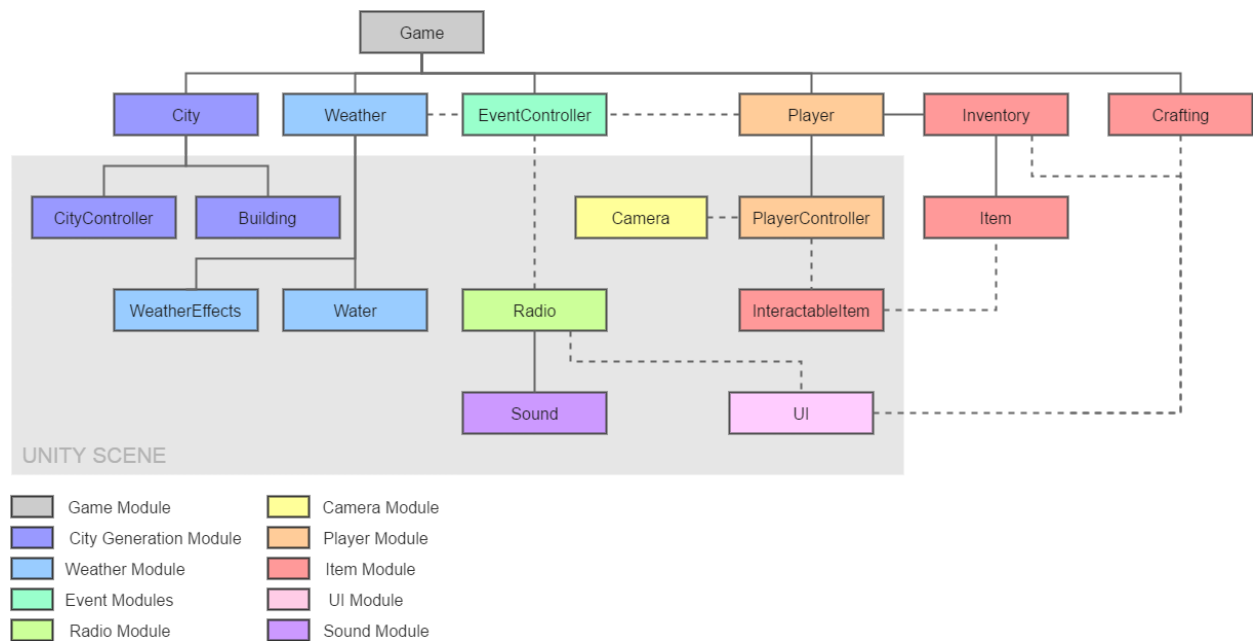 Game
City
Weather
EventController
Player
Inventory
Crafting
CityController
Building
Camera
PlayerController
Item
WeatherEffects
Water
Radio
InteractableItem
Sound
UI
UNITY SCENE
Game Module
Camera Module
City Generation Module
Player Module
Weather Module
Item Module
Event Modules
UI Module
Radio Module
Sound Module